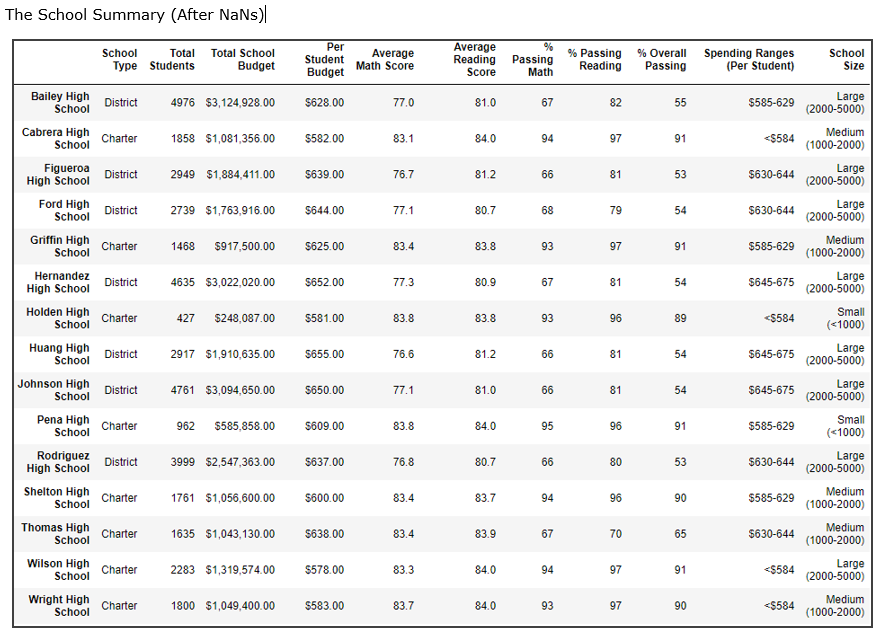 The School Summary (After NaNs)
School Type Total Students Total School Budget Per Student Budget Average Math Score Average Reading Score % Passing Math % Passing Reading % Overall Passing Spending Ranges (Per Student) School Size
Bailey High School District 4976 $3,124,928.00 $628.00 77.0 81.0 67 82 55 $585-629 Large (2000-5000)
Cabrera High School Charter 1858 $1,081,356.00 $582.00 83.1 84.0 94 97 91 <$584 Medium (1000-2000)
Figueroa High School District 2949 $1,884,411.00 $639.00 76.7 81.2 66 81 53 $630-644 Large (2000-5000)
Ford High School District 2739 $1,763,916.00 $644.00 77.1 80.7 68 79 54 $630-644 Large (2000-5000)
Griffin High School Charter 1468 $917,500.00 $625.00 83.4 83.8 93 97 91 $585-629 Medium (1000-2000)
Hernandez High School District 4635 $3,022,020.00 $652.00 77.3 80.9 67 81 54 $645-675 Large (2000-5000)
Holden High School Charter 427 $248,087.00 $581.00 83.8 83.8 93 96 89 <$584 Small (<1000)
Huang High School District 2917 $1,910,635.00 $655.00 76.6 81.2 66 81 54 $645-675 Large (2000-5000)
Johnson High School District 4761 $3,094,650.00 $650.00 77.1 81.0 66 81 54 $645-675 Large (2000-5000)
Pena High School Charter 962 $585,858.00 $609.00 83.8 84.0 95 96 91 $585-629 Small (<1000)
Rodriguez High School District 3999 $2,547,363.00 $637.00 76.8 80.7 66 80 53 $630-644 Large (2000-5000)
Shelton High School Charter 1761 $1,056,600.00 $600.00 83.4 83.7 94 96 90 $585-629 Medium (1000-2000)
Thomas High School Charter 1635 $1,043,130.00 $638.00 83.4 83.9 67 70 65 $630-644 Medium (1000-2000)
Wilson High School Charter 2283 $1,319,574.00 $578.00 83.3 84.0 94 97 91 <$584 Large (2000-5000)
Wright High School Charter 1800 $1,049,400.00 $583.00 83.7 84.0 93 97 90 <$584 Medium (1000-2000)